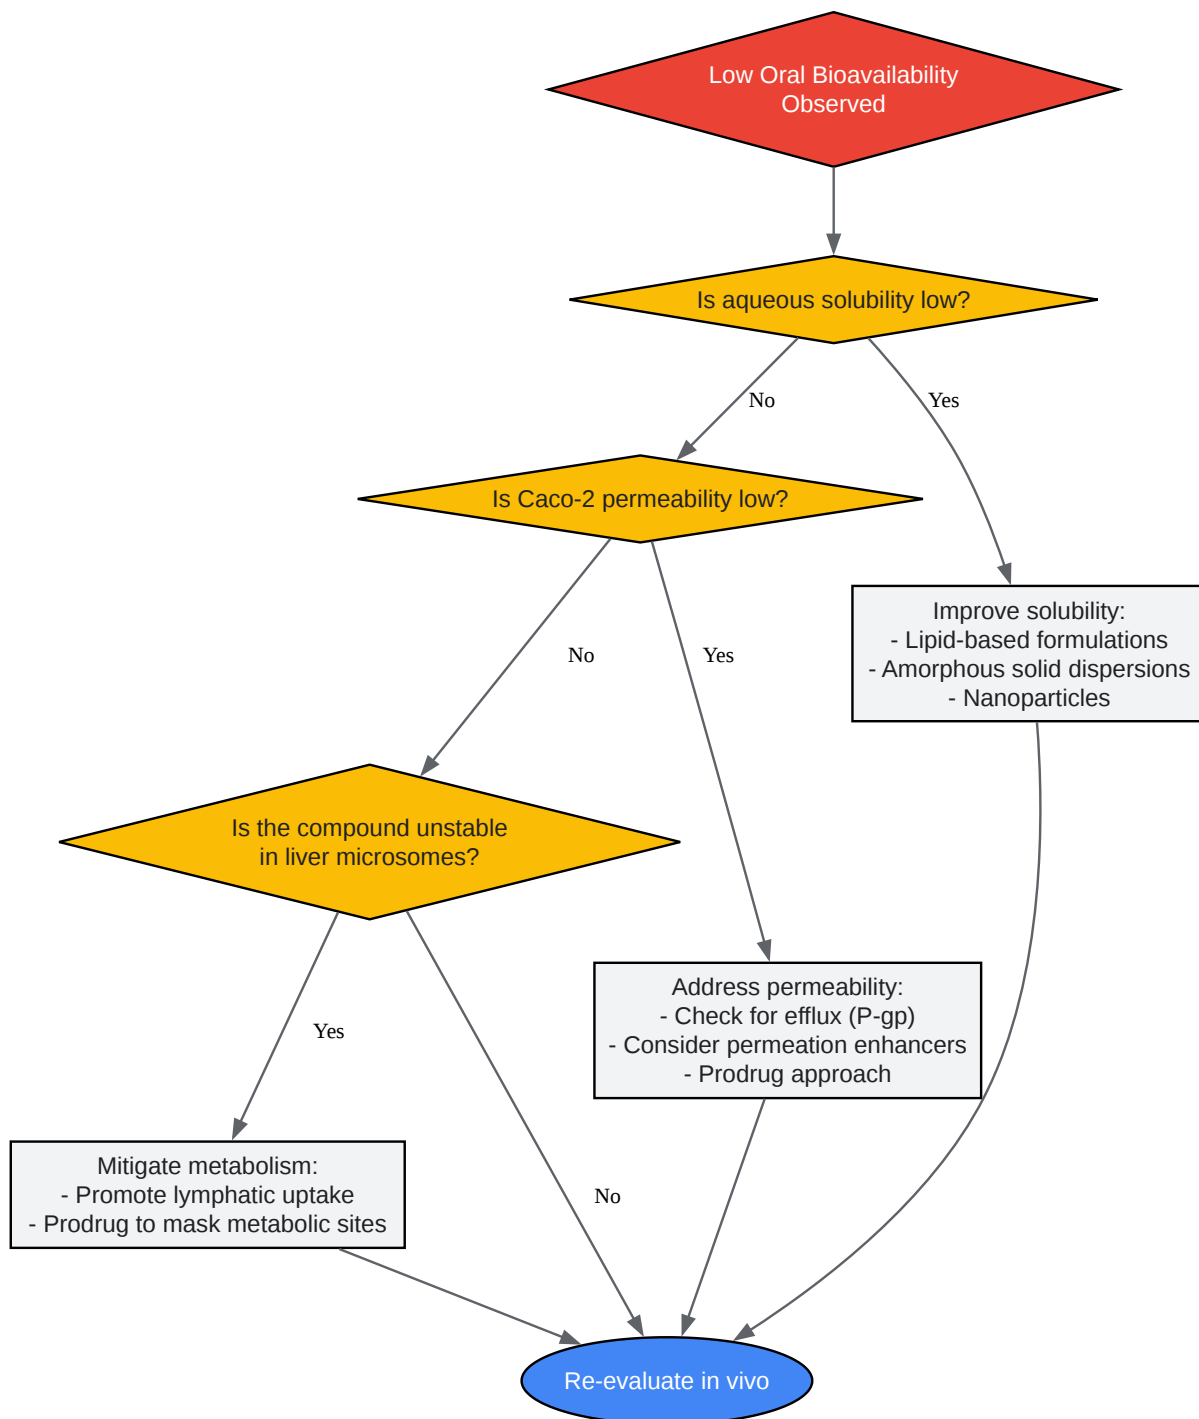 Low Oral Bioavailability
Observed
Is aqueous solubility low?
No
Yes
Is Caco-2 permeability low?
Improve solubility:
- Lipid-based formulations
- Amorphous solid dispersions
- Nanoparticles
No
Yes
Is the compound unstable
in liver microsomes?
Address permeability:
- Check for efflux (P-gp)
- Consider permeation enhancers
- Prodrug approach
Yes
Mitigate metabolism:
- Promote lymphatic uptake
- Prodrug to mask metabolic sites
No
Re-evaluate in vivo